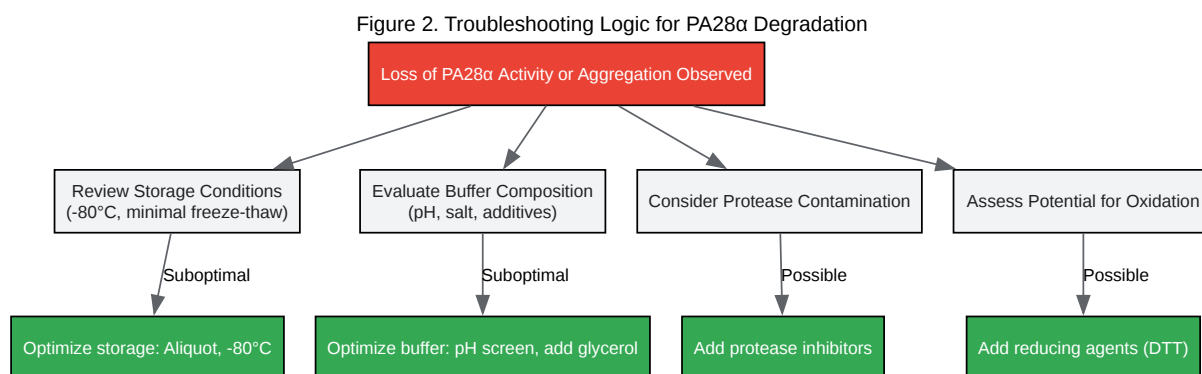 Figure 2. Troubleshooting Logic for PA28α Degradation
Loss of PA28α Activity or Aggregation Observed
Review Storage Conditions
(-80°C, minimal freeze-thaw)
Evaluate Buffer Composition
(pH, salt, additives)
Consider Protease Contamination
Assess Potential for Oxidation
Suboptimal
Suboptimal
Possible
Possible
Optimize storage: Aliquot, -80°C
Optimize buffer: pH screen, add glycerol
Add protease inhibitors
Add reducing agents (DTT)